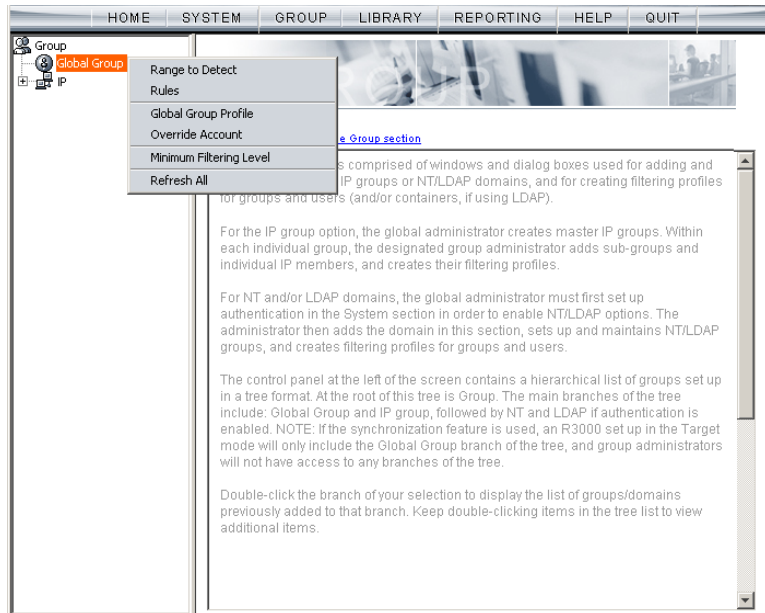 HOME SYSTEM GROUP LIBRARY REPORTING HELP QUIT
Group
Global Group
IP
Range to Detect
Rules
Global Group Profile
Override Account
Minimum Filtering Level
Refresh All
GROUP
Group section
comprised of windows and dialog boxes used for adding and
IP groups or NT/LDAP domains, and for creating filtering profiles
for groups and users (and/or containers, if using LDAP).
For the IP group option, the global administrator creates master IP groups. Within
each individual group, the designated group administrator adds sub-groups and
individual IP members, and creates their filtering profiles.
For NT and/or LDAP domains, the global administrator must first set up
authentication in the System section in order to enable NT/LDAP options. The
administrator then adds the domain in this section, sets up and maintains NT/LDAP
groups, and creates filtering profiles for groups and users.
The control panel at the left of the screen contains a hierarchical list of groups set up
in a tree format. At the root of this tree is Group. The main branches of the tree
include: Global Group and IP group, followed by NT and LDAP if authentication is
enabled. NOTE: If the synchronization feature is used, an R3000 set up in the Target
mode will only include the Global Group branch of the tree, and group administrators
will not have access to any branches of the tree.
Double-click the branch of your selection to display the list of groups/domains
previously added to that branch. Keep double-clicking items in the tree list to view
additional items.